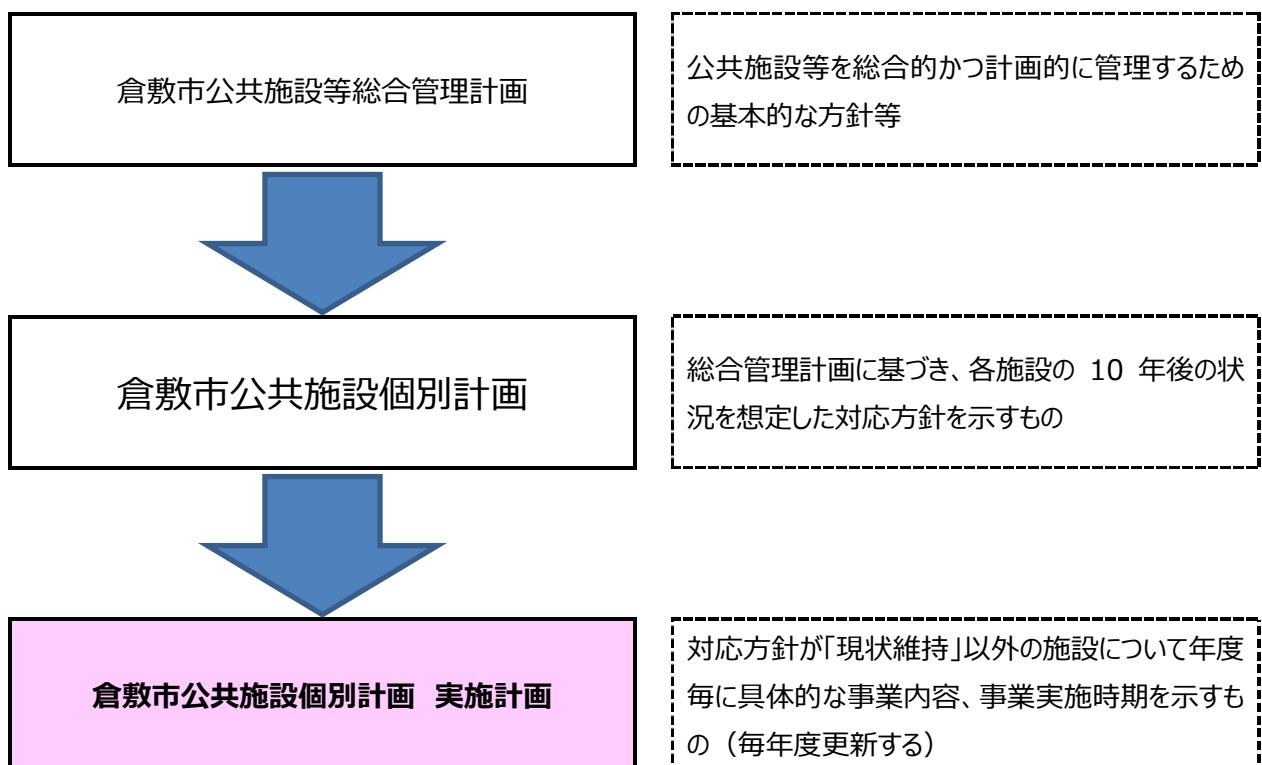 倉敷市公共施設等総合管理計画
公共施設等を総合的かつ計画的に管理するため
の基本的な方針等
倉敷市公共施設個別計画
総合管理計画に基づき、各施設の 10 年後の状
況を想定した対応方針を示すもの
倉敷市公共施設個別計画 実施計画
対応方針が「現状維持」以外の施設について年度
毎に具体的な事業内容、事業実施時期を示すも
の（毎年度更新する）